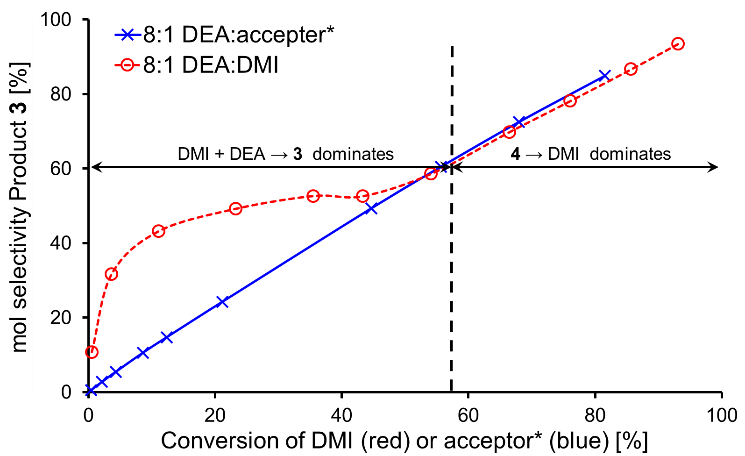 100
80
60
40
20
0
mol selectivity Product 3 [%]
8:1 DEA:accepter*
8:1 DEA:DMI
DMI + DEA → 3 dominates
4 → DMI dominates
0 20 40 60 80 100
Conversion of DMI (red) or acceptor* (blue) [%]